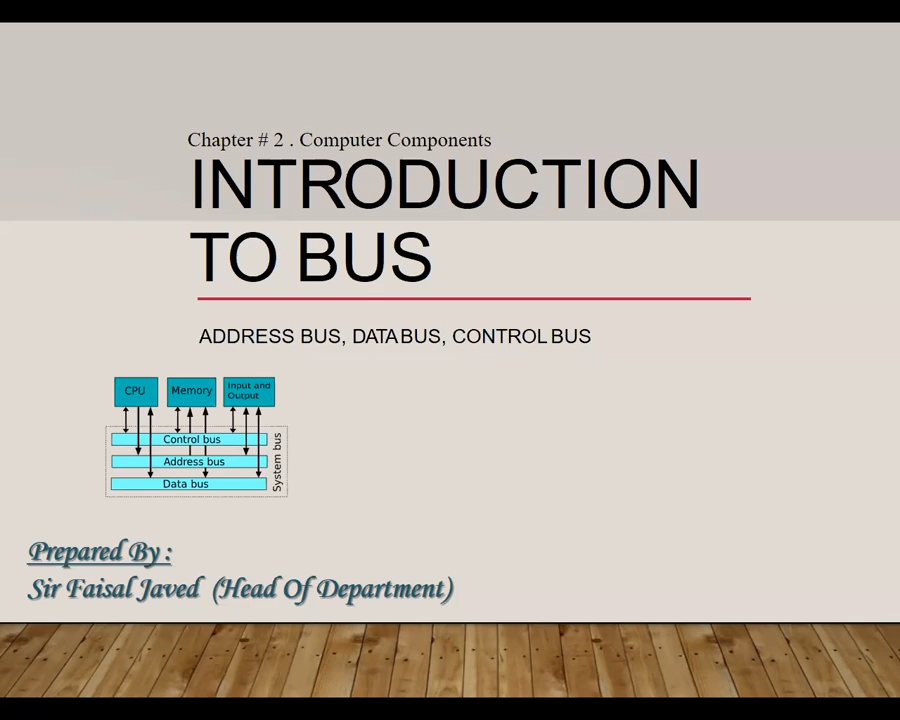 Chapter # 2 . Computer Components
INTRODUCTION
TO BUS
ADDRESS BUS, DATA BUS, CONTROL BUS
CPU
Memory
Input and
Output
Control bus
Address bus
Data bus
System bus
Prepared By :
Sir Faisal Javed (Head Of Department)